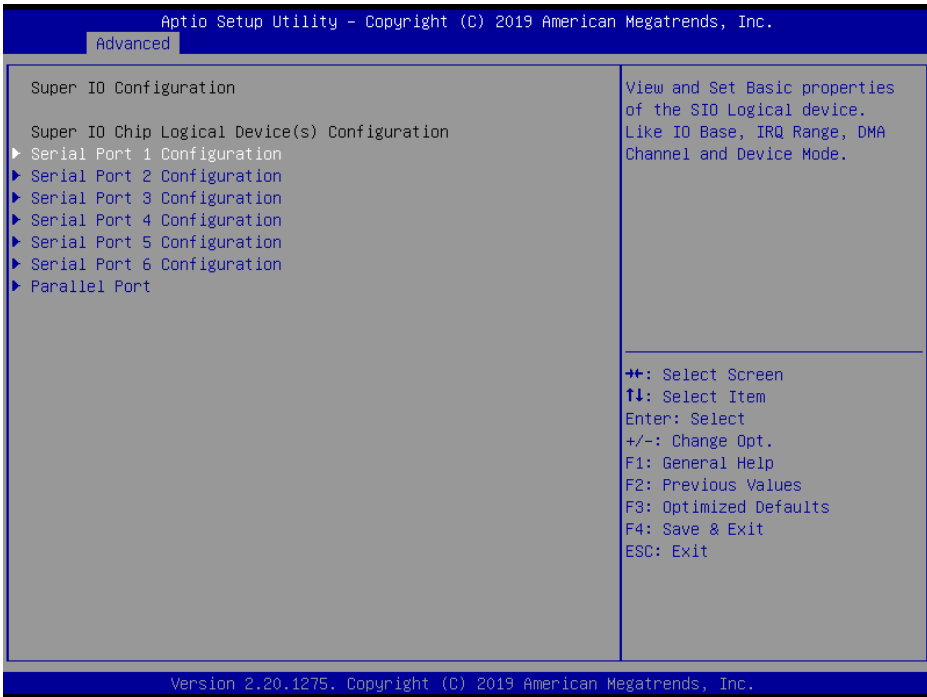 Aptio Setup Utility – Copyright (C) 2019 American Megatrends, Inc.
Advanced
Super IO Configuration
Super IO Chip Logical Device(s) Configuration
▶ Serial Port 1 Configuration
▶ Serial Port 2 Configuration
▶ Serial Port 3 Configuration
▶ Serial Port 4 Configuration
▶ Serial Port 5 Configuration
▶ Serial Port 6 Configuration
▶ Parallel Port
View and Set Basic properties
of the SIO Logical device.
Like IO Base, IRQ Range, DMA
Channel and Device Mode.
→←: Select Screen
↑↓: Select Item
Enter: Select
+/-: Change Opt.
F1: General Help
F2: Previous Values
F3: Optimized Defaults
F4: Save & Exit
ESC: Exit
Version 2.20.1275. Copyright (C) 2019 American Megatrends, Inc.